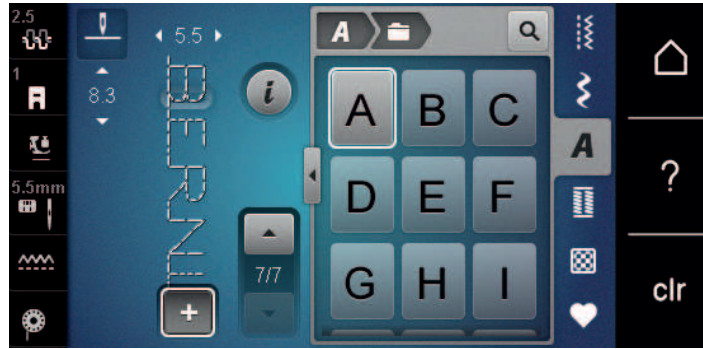 2.5
5.5
A
1
8.3
i
A B C
A
5.5mm
D E F
?
BERNI
7/7
G H I
+
clr